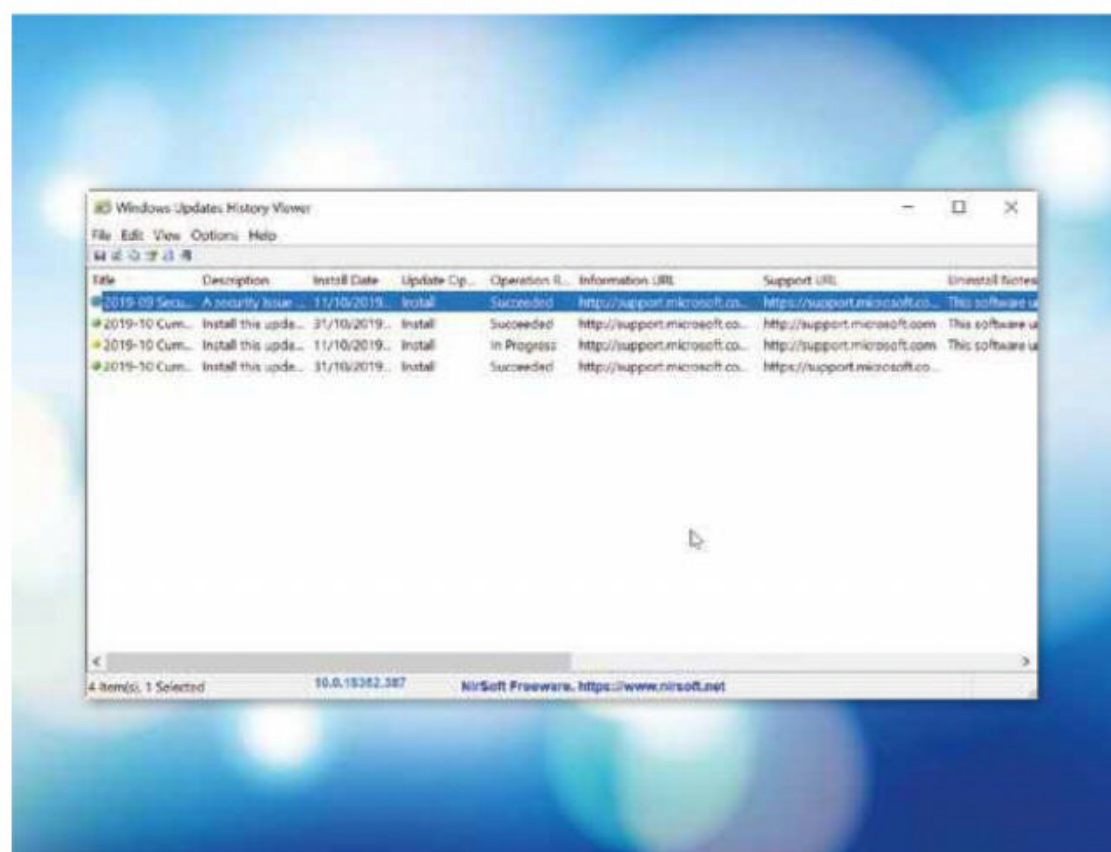 Windows Updates History Viewer
File Edit View Options Help
Title Description Install Date Update Op... Operation R... Information URL Support URL Uninstall Notes
2019-09 Secu... A security issue ... 11/10/2019... Install Succeeded http://support.microsoft.co... https://support.microsoft.co... This software u
2019-10 Cum... Install this upda... 31/10/2019... Install Succeeded http://support.microsoft.co... http://support.microsoft.com This software u
2019-10 Cum... Install this upda... 11/10/2019... Install In Progress http://support.microsoft.co... http://support.microsoft.com This software u
2019-10 Cum... Install this upda... 31/10/2019... Install Succeeded http://support.microsoft.co... https://support.microsoft.co...
4 item(s), 1 Selected NirSoft Freeware. https://www.nirsoft.net